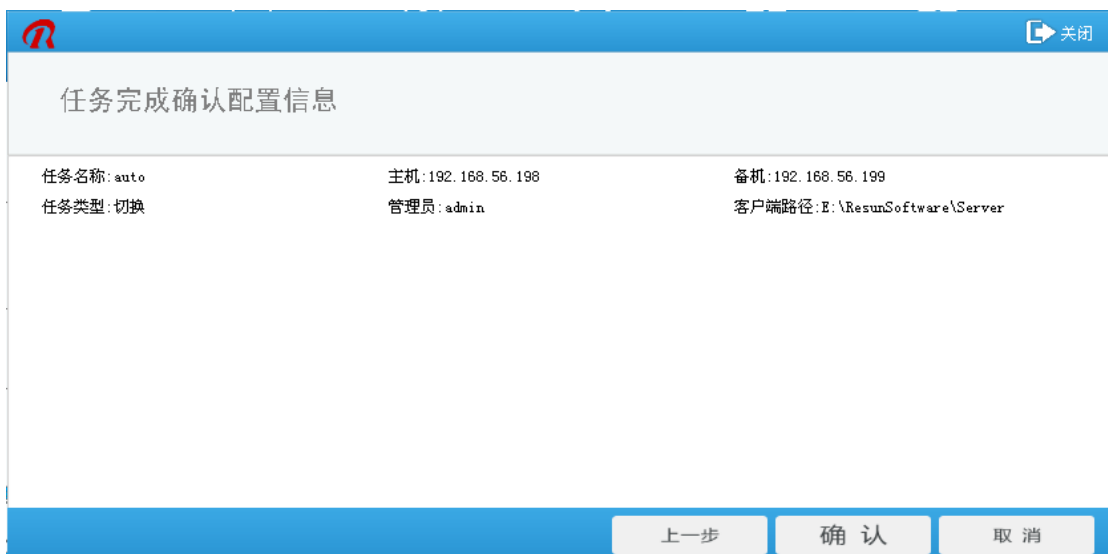 关闭
任务完成确认配置信息
任务名称:auto 主机:192.168.56.198 备机:192.168.56.199
任务类型:切换 管理员:admin 客户端路径:E:\ResunSoftware\Server
上一步 确 认 取 消